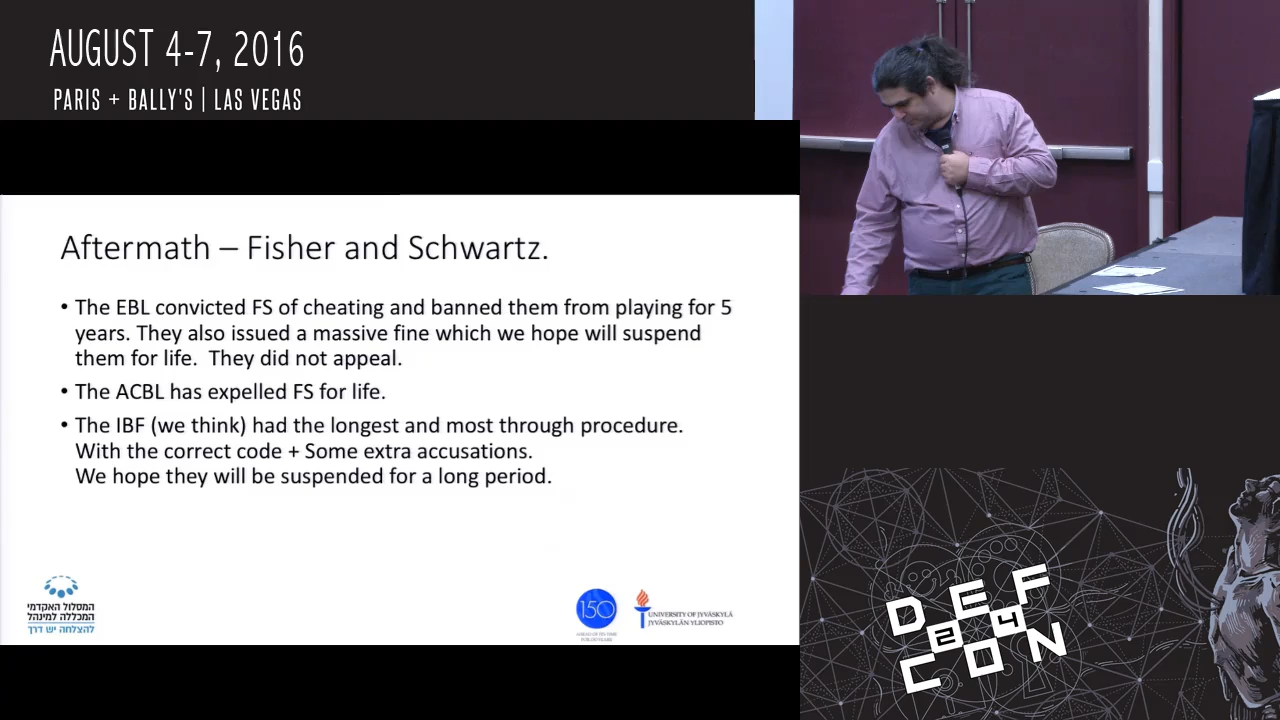 AUGUST 4-7, 2016
PARIS + BALLY'S | LAS VEGAS
Aftermath – Fisher and Schwartz.
• The EBL convicted FS of cheating and banned them from playing for 5
years. They also issued a massive fine which we hope will suspend
them for life. They did not appeal.
• The ACBL has expelled FS for life.
• The IBF (we think) had the longest and most through procedure.
With the correct code + Some extra accusations.
We hope they will be suspended for a long period.
המסלול האקדמי
המכללה למינהל
להצלחה יש דרך
150
UNIVERSITY OF JYVÄSKYLÄ
JYVÄSKYLÄN YLIOPISTO
DEF
24
CON